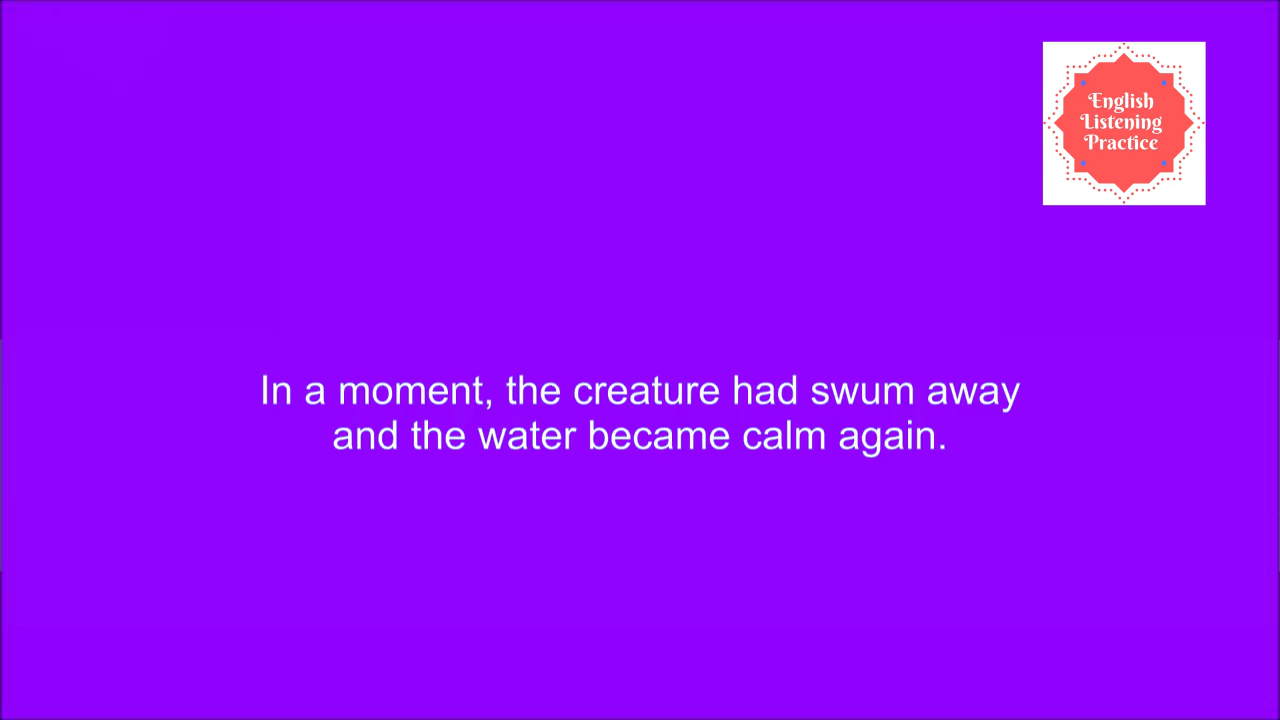 English
Listening
Practice
In a moment, the creature had swum away
and the water became calm again.